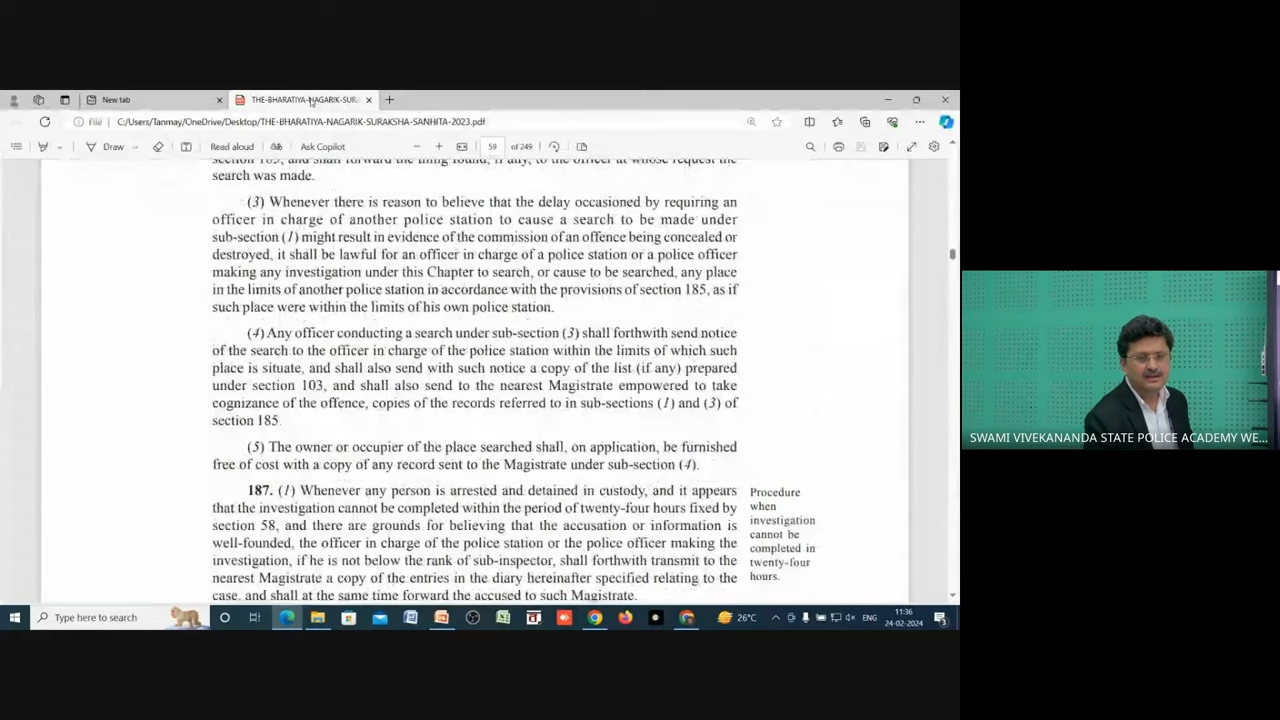 New tab
THE-BHARATIYA-NAGARIK-SURA
File
C:/Users/Tanmay/OneDrive/Desktop/THE-BHARATIYA-NAGARIK-SURAKSHA-SANHITA-2023.pdf
Draw
Read aloud
Ask Copilot
59 of 249
section 185, and shall forward the thing found, if any, to the officer at whose request the
search was made.
(3) Whenever there is reason to believe that the delay occasioned by requiring an
officer in charge of another police station to cause a search to be made under
sub-section (1) might result in evidence of the commission of an offence being concealed or
destroyed, it shall be lawful for an officer in charge of a police station or a police officer
making any investigation under this Chapter to search, or cause to be searched, any place
in the limits of another police station in accordance with the provisions of section 185, as if
such place were within the limits of his own police station.
(4) Any officer conducting a search under sub-section (3) shall forthwith send notice
of the search to the officer in charge of the police station within the limits of which such
place is situate, and shall also send with such notice a copy of the list (if any) prepared
under section 103, and shall also send to the nearest Magistrate empowered to take
cognizance of the offence, copies of the records referred to in sub-sections (1) and (3) of
section 185.
(5) The owner or occupier of the place searched shall, on application, be furnished
free of cost with a copy of any record sent to the Magistrate under sub-section (4).
187. (1) Whenever any person is arrested and detained in custody, and it appears
that the investigation cannot be completed within the period of twenty-four hours fixed by
section 58, and there are grounds for believing that the accusation or information is
well-founded, the officer in charge of the police station or the police officer making the
investigation, if he is not below the rank of sub-inspector, shall forthwith transmit to the
nearest Magistrate a copy of the entries in the diary hereinafter specified relating to the
case, and shall at the same time forward the accused to such Magistrate.
Procedure
when
investigation
cannot be
completed in
twenty-four
hours.
SWAMI VIVEKANANDA STATE POLICE ACADEMY WE...
Type here to search
26°C
ENG
11:36
24-02-2024